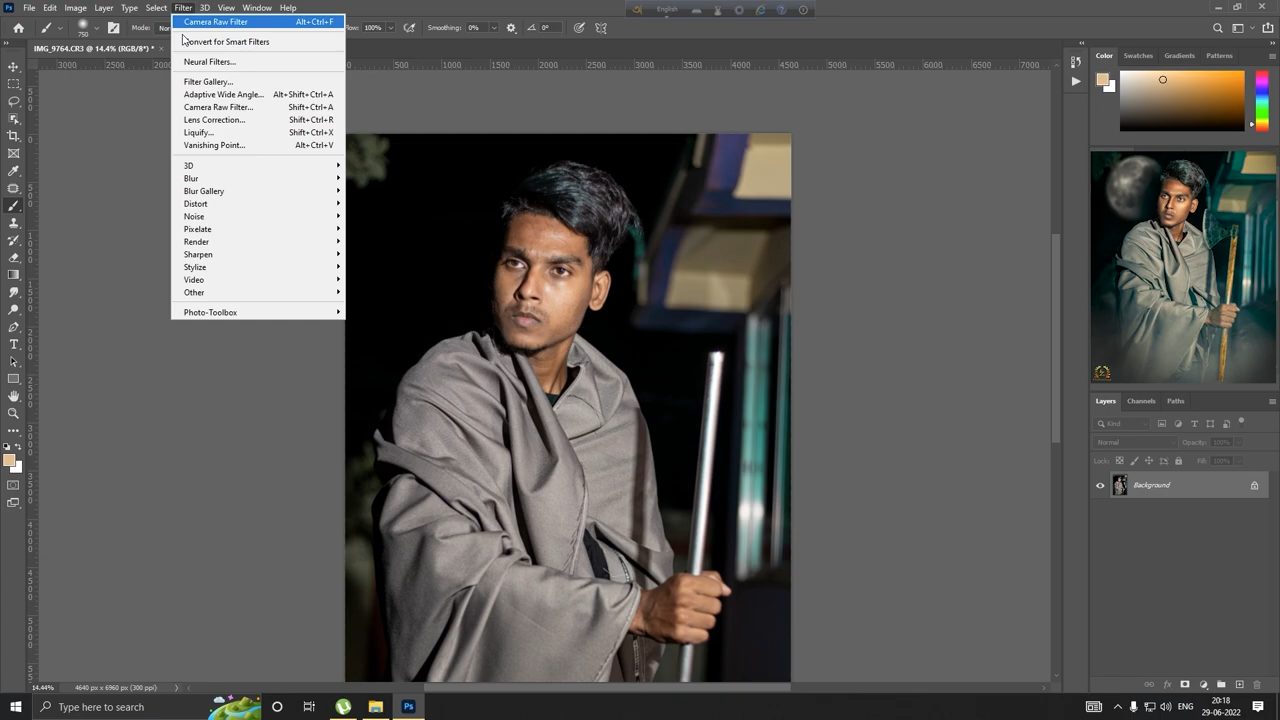 File Edit Image Layer Type Select Filter 3D View Window Help
English
750 Mode: Flow: 100% Smoothing: 0% 0°
IMG_9764.CR3 @ 14.4% (RGB/8*) *
Camera Raw Filter Alt+Ctrl+F
Convert for Smart Filters
Neural Filters...
Filter Gallery...
Adaptive Wide Angle... Alt+Shift+Ctrl+A
Camera Raw Filter... Shift+Ctrl+A
Lens Correction... Shift+Ctrl+R
Liquify... Shift+Ctrl+X
Vanishing Point... Alt+Ctrl+V
3D
Blur
Blur Gallery
Distort
Noise
Pixelate
Render
Sharpen
Stylize
Video
Other
Photo-Toolbox
3000 2500 0 500 1000 1500 2000 2500 3000 3500 4000 4500 5000 5500 6000 6500 7000
Color Swatches Gradients Patterns
Layers Channels Paths
Kind
Normal Opacity: 100%
Lock: Fill: 100%
Background
14.44% 4640 px x 6960 px (300 ppi)
Type here to search
Ps
ENG
20:18
29-06-2022